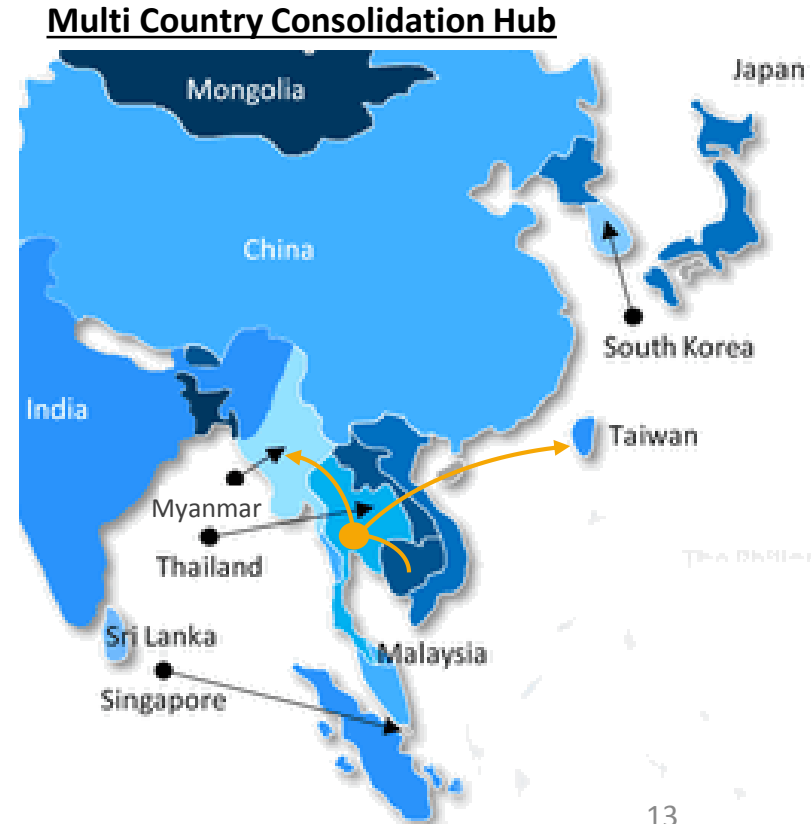 Multi Country Consolidation Hub
Japan
Mongolia
China
South Korea
India
Taiwan
Myanmar
Thailand
Sri Lanka
Malaysia
Singapore
13